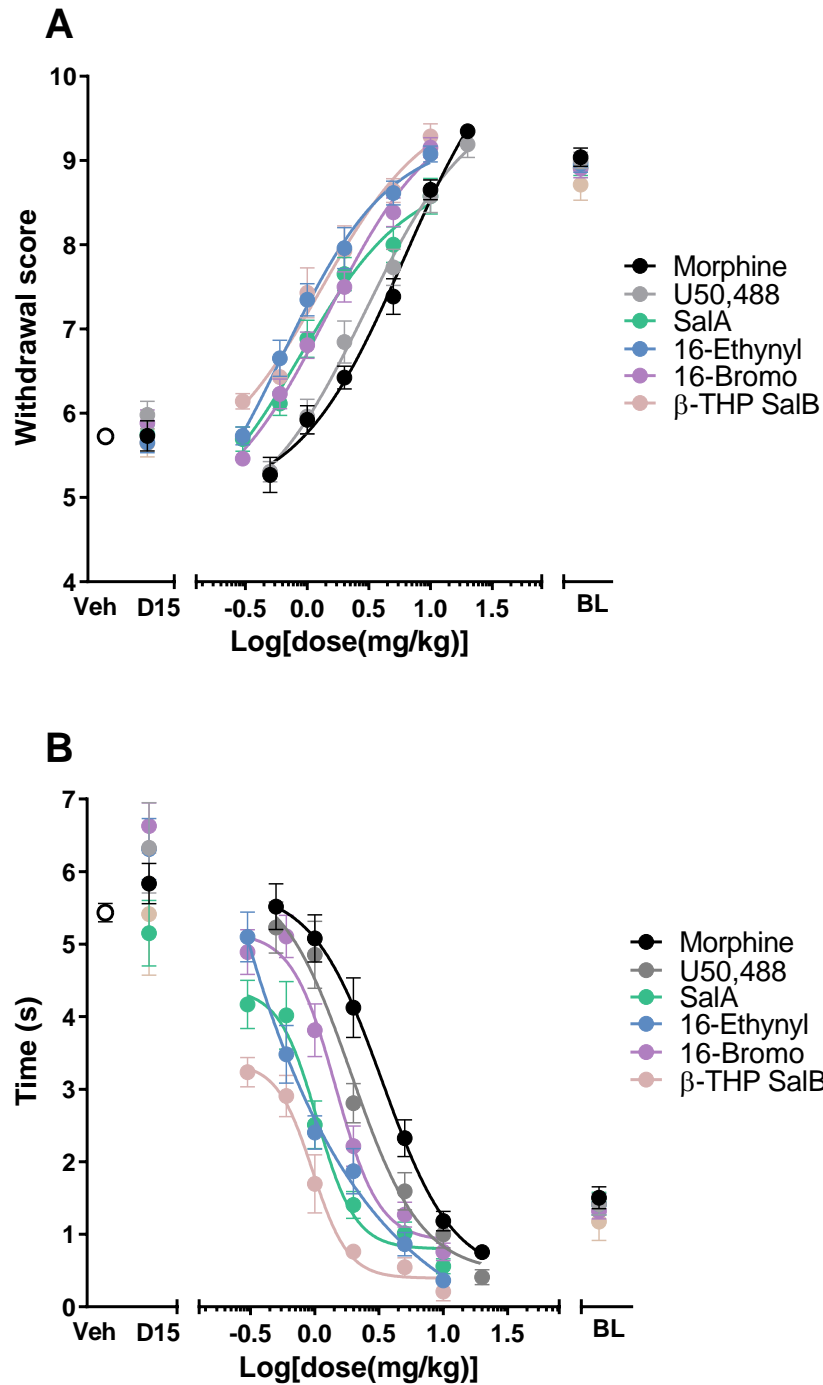 A
10
9
8
7
6
5
4
Withdrawal score
Veh D15 -0.5 0.0 0.5 1.0 1.5 BL
Log[dose(mg/kg)]
Morphine
U50,488
SalA
16-Ethynyl
16-Bromo
β-THP SalB
B
7
6
5
4
3
2
1
0
Time (s)
Veh D15 -0.5 0.0 0.5 1.0 1.5 BL
Log[dose(mg/kg)]
Morphine
U50,488
SalA
16-Ethynyl
16-Bromo
β-THP SalB